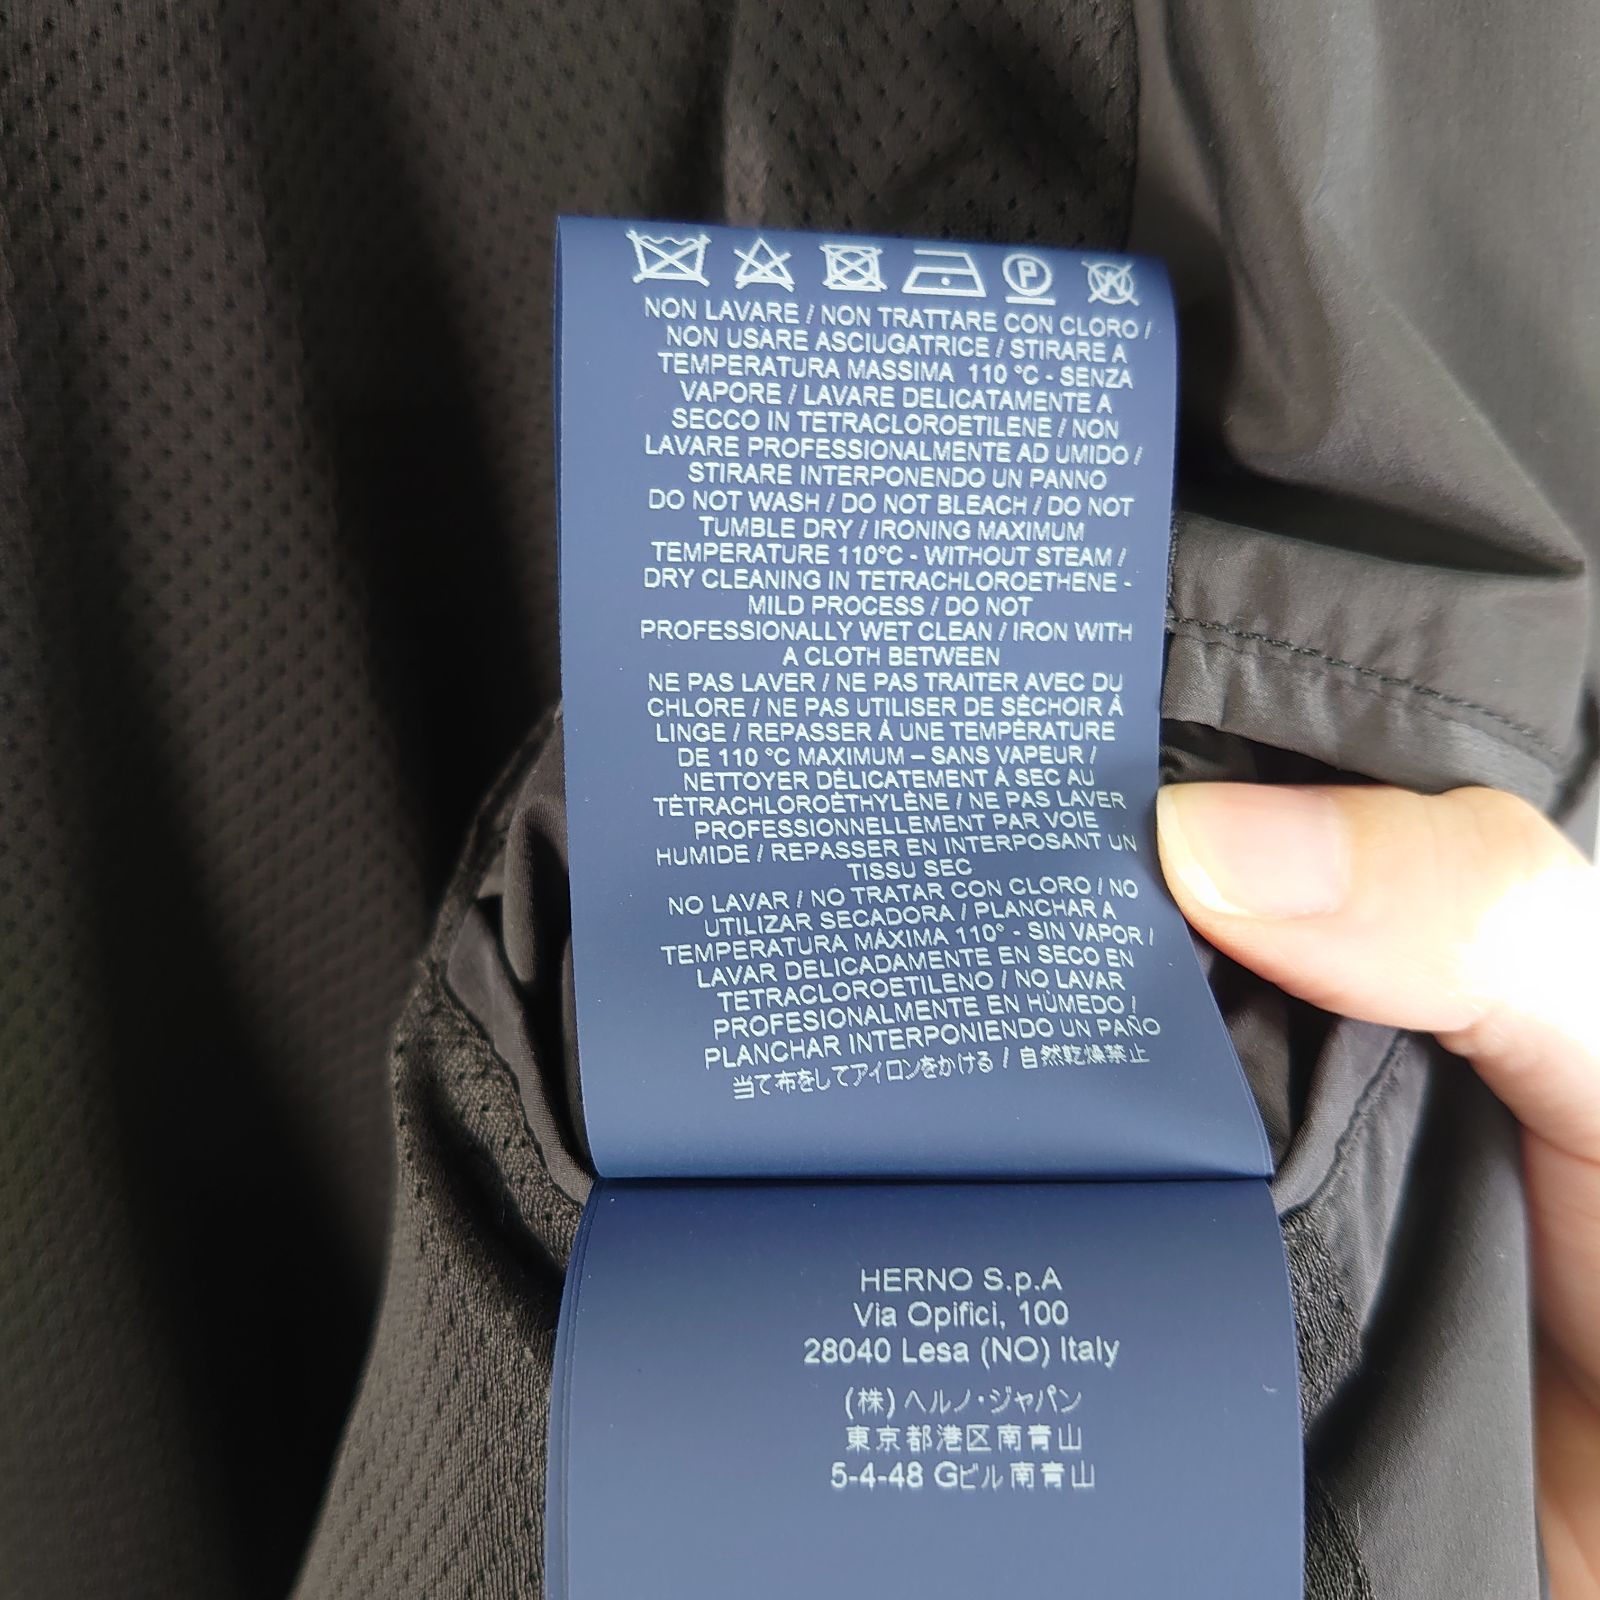 NON LAVARE / NON TRATTARE CON CLORO /
NON USARE ASCIUGATRICE / STIRARE A
TEMPERATURA MASSIMA 110 °C - SENZA
VAPORE / LAVARE DELICATAMENTE A
SECCO IN TETRACLOROETILENE / NON
LAVARE PROFESSIONALMENTE AD UMIDO /
STIRARE INTERPONENDO UN PANNO
DO NOT WASH / DO NOT BLEACH / DO NOT
TUMBLE DRY / IRONING MAXIMUM
TEMPERATURE 110°C - WITHOUT STEAM /
DRY CLEANING IN TETRACHLOROETHENE -
MILD PROCESS / DO NOT
PROFESSIONALLY WET CLEAN / IRON WITH
A CLOTH BETWEEN
NE PAS LAVER / NE PAS TRAITER AVEC DU
CHLORE / NE PAS UTILISER DE SÉCHOIR À
LINGE / REPASSER À UNE TEMPÉRATURE
DE 110 °C MAXIMUM – SANS VAPEUR /
NETTOYER DÉLICATEMENT À SEC AU
TÉTRACHLOROÉTHYLÈNE / NE PAS LAVER
PROFESSIONNELLEMENT PAR VOIE
HUMIDE / REPASSER EN INTERPOSANT UN
TISSU SEC
NO LAVAR / NO TRATAR CON CLORO / NO
UTILIZAR SECADORA / PLANCHAR A
TEMPERATURA MÁXIMA 110° - SIN VAPOR /
LAVAR DELICADAMENTE EN SECO EN
TETRACLOROETILENO / NO LAVAR
PROFESIONALMENTE EN HÚMEDO /
PLANCHAR INTERPONIENDO UN PAÑO
当て布をしてアイロンをかける / 自然乾燥禁止
HERNO S.p.A
Via Opifici, 100
28040 Lesa (NO) Italy
(株) ヘルノ・ジャパン
東京都港区南青山
5-4-48 Gビル南青山